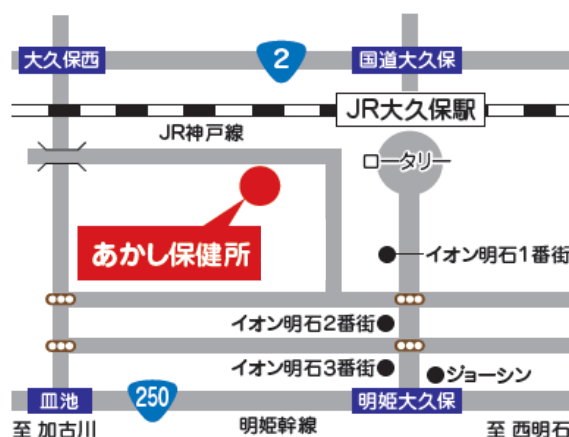 大久保西
2
国道大久保
JR大久保駅
JR神戸線
ロータリー
あかし保健所
イオン明石1番街
イオン明石2番街
イオン明石3番街
ジョーシン
皿池
250
明姫大久保
至 加古川
明姫幹線
至 西明石